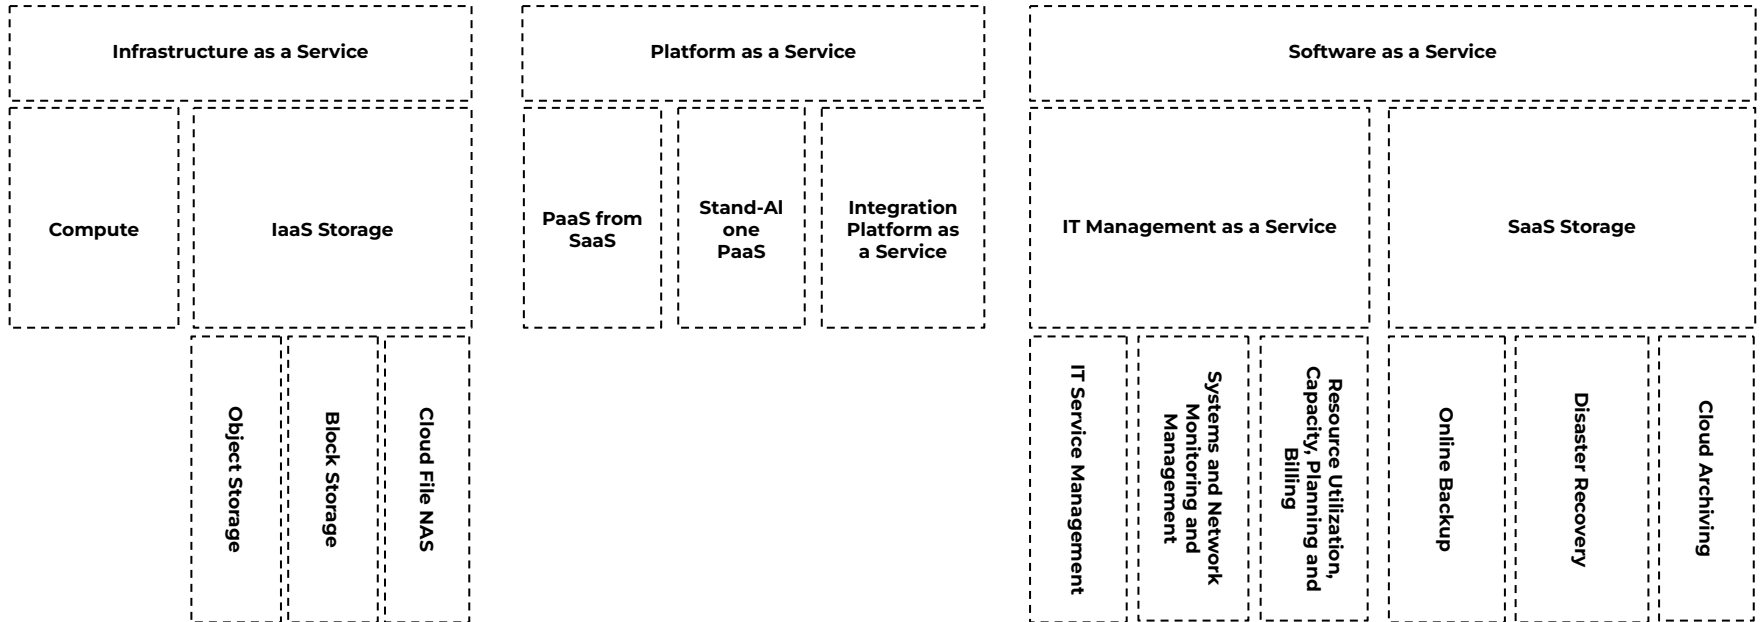 Infrastructure as a Service
Platform as a Service
Software as a Service
Compute
IaaS Storage
PaaS from
SaaS
Stand-Al
one
PaaS
Integration
Platform as
a Service
IT Management as a Service
SaaS Storage
Object Storage
Block Storage
Cloud File NAS
IT Service Management
Systems and Network
Monitoring and
Management
Resource Utilization,
Capacity, Planning and
Billing
Online Backup
Disaster Recovery
Cloud Archiving